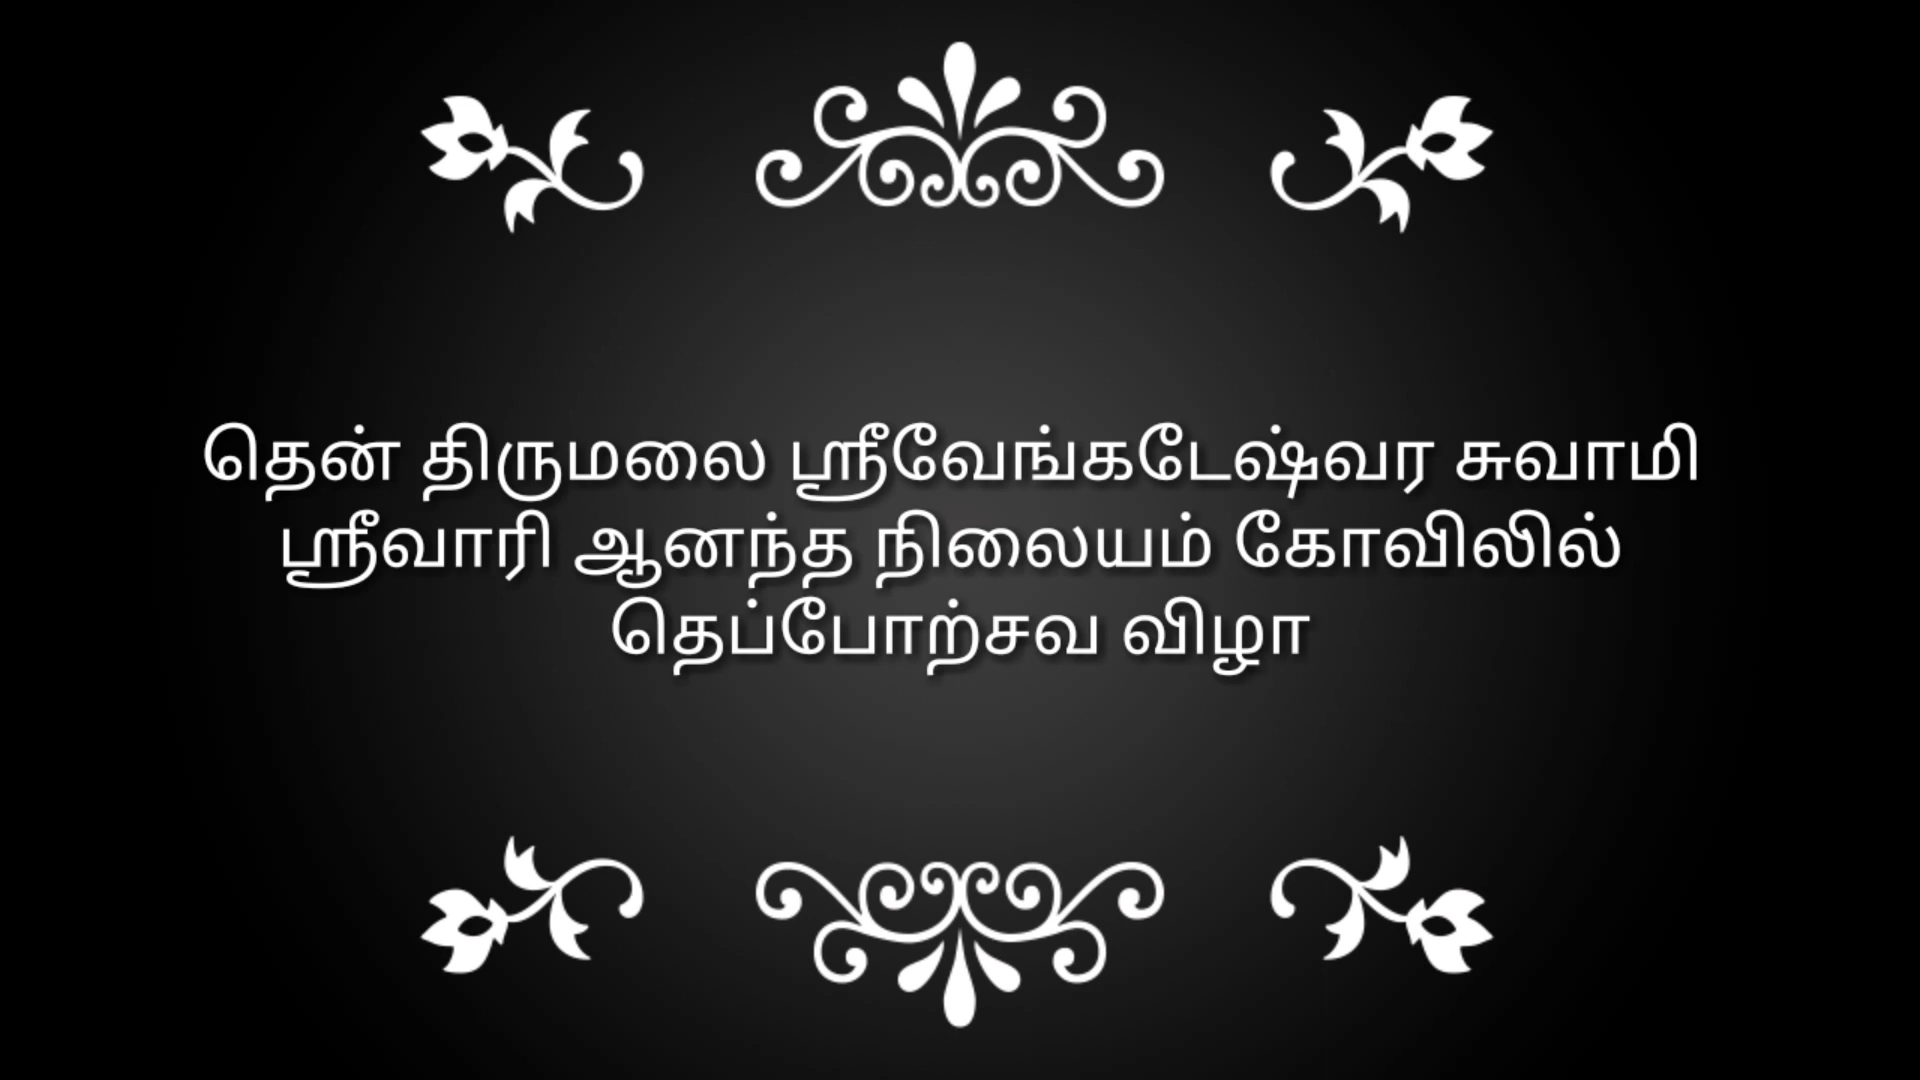 தென் திருமலை ஸ்ரீவேங்கடேஷ்வர சுவாமி
ஸ்ரீவாரி ஆனந்த நிலையம் கோவிலில்
தெப்போற்சவ விழா